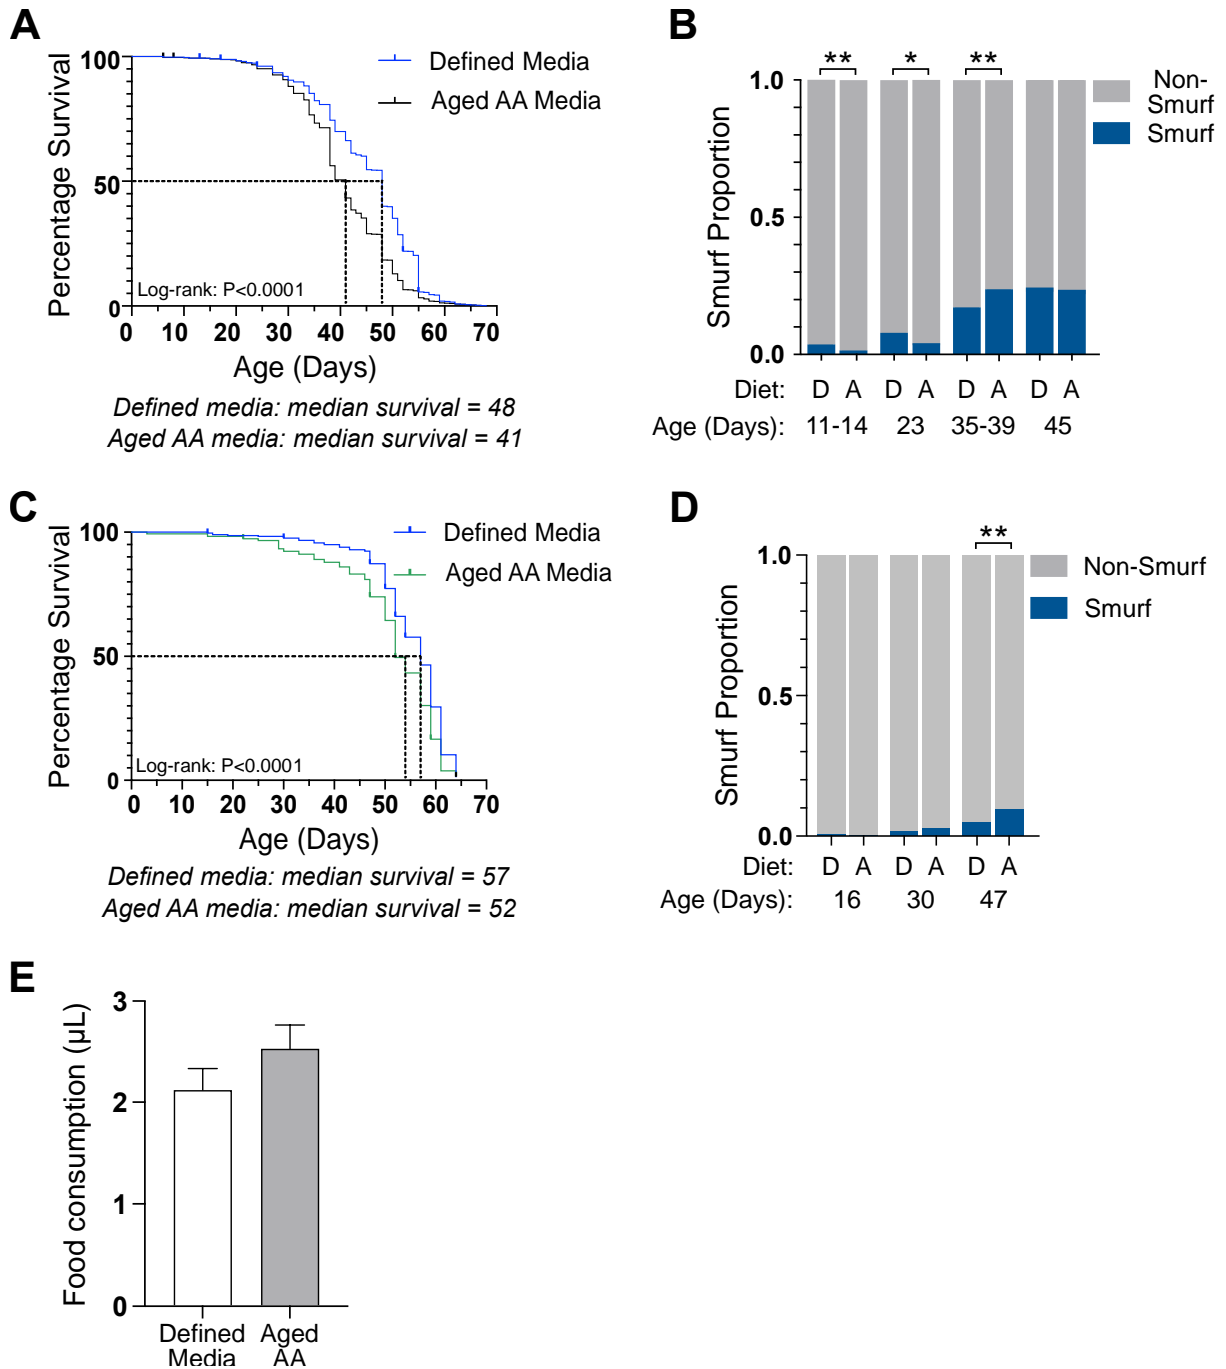 A
Percentage Survival
100
50
0
Defined Media
Aged AA Media
Log-rank: P<0.0001
0 10 20 30 40 50 60 70
Age (Days)
Defined media: median survival = 48
Aged AA media: median survival = 41
B
** * **
Smurf Proportion
1.0
0.5
0.0
Non-
Smurf
Smurf
Diet: D A D A D A D A
Age (Days): 11-14 23 35-39 45
C
Percentage Survival
100
50
0
Defined Media
Aged AA Media
Log-rank: P<0.0001
0 10 20 30 40 50 60 70
Age (Days)
Defined media: median survival = 57
Aged AA media: median survival = 52
D
**
Smurf Proportion
1.0
0.5
0.0
Non-Smurf
Smurf
Diet: D A D A D A
Age (Days): 16 30 47
E
Food consumption (µL)
3
2
1
0
Defined Aged
Media AA